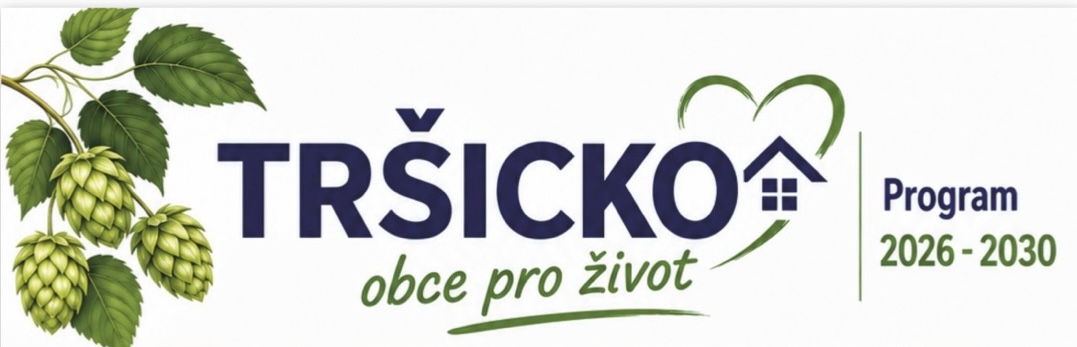 TRŠICKO
obce pro život
Program
2026 - 2030